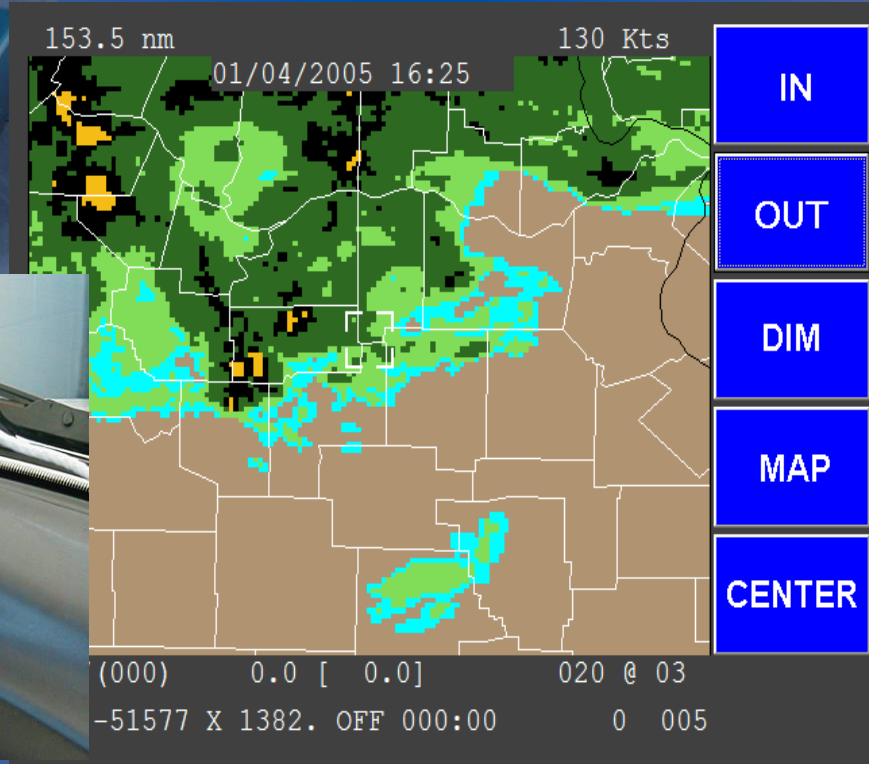 153.5 nm 130 Kts
01/04/2005 16:25
IN
OUT
DIM
MAP
CENTER
(000) 0.0 [ 0.0] 020 @ 03
-51577 X 1382. OFF 000:00 0 005